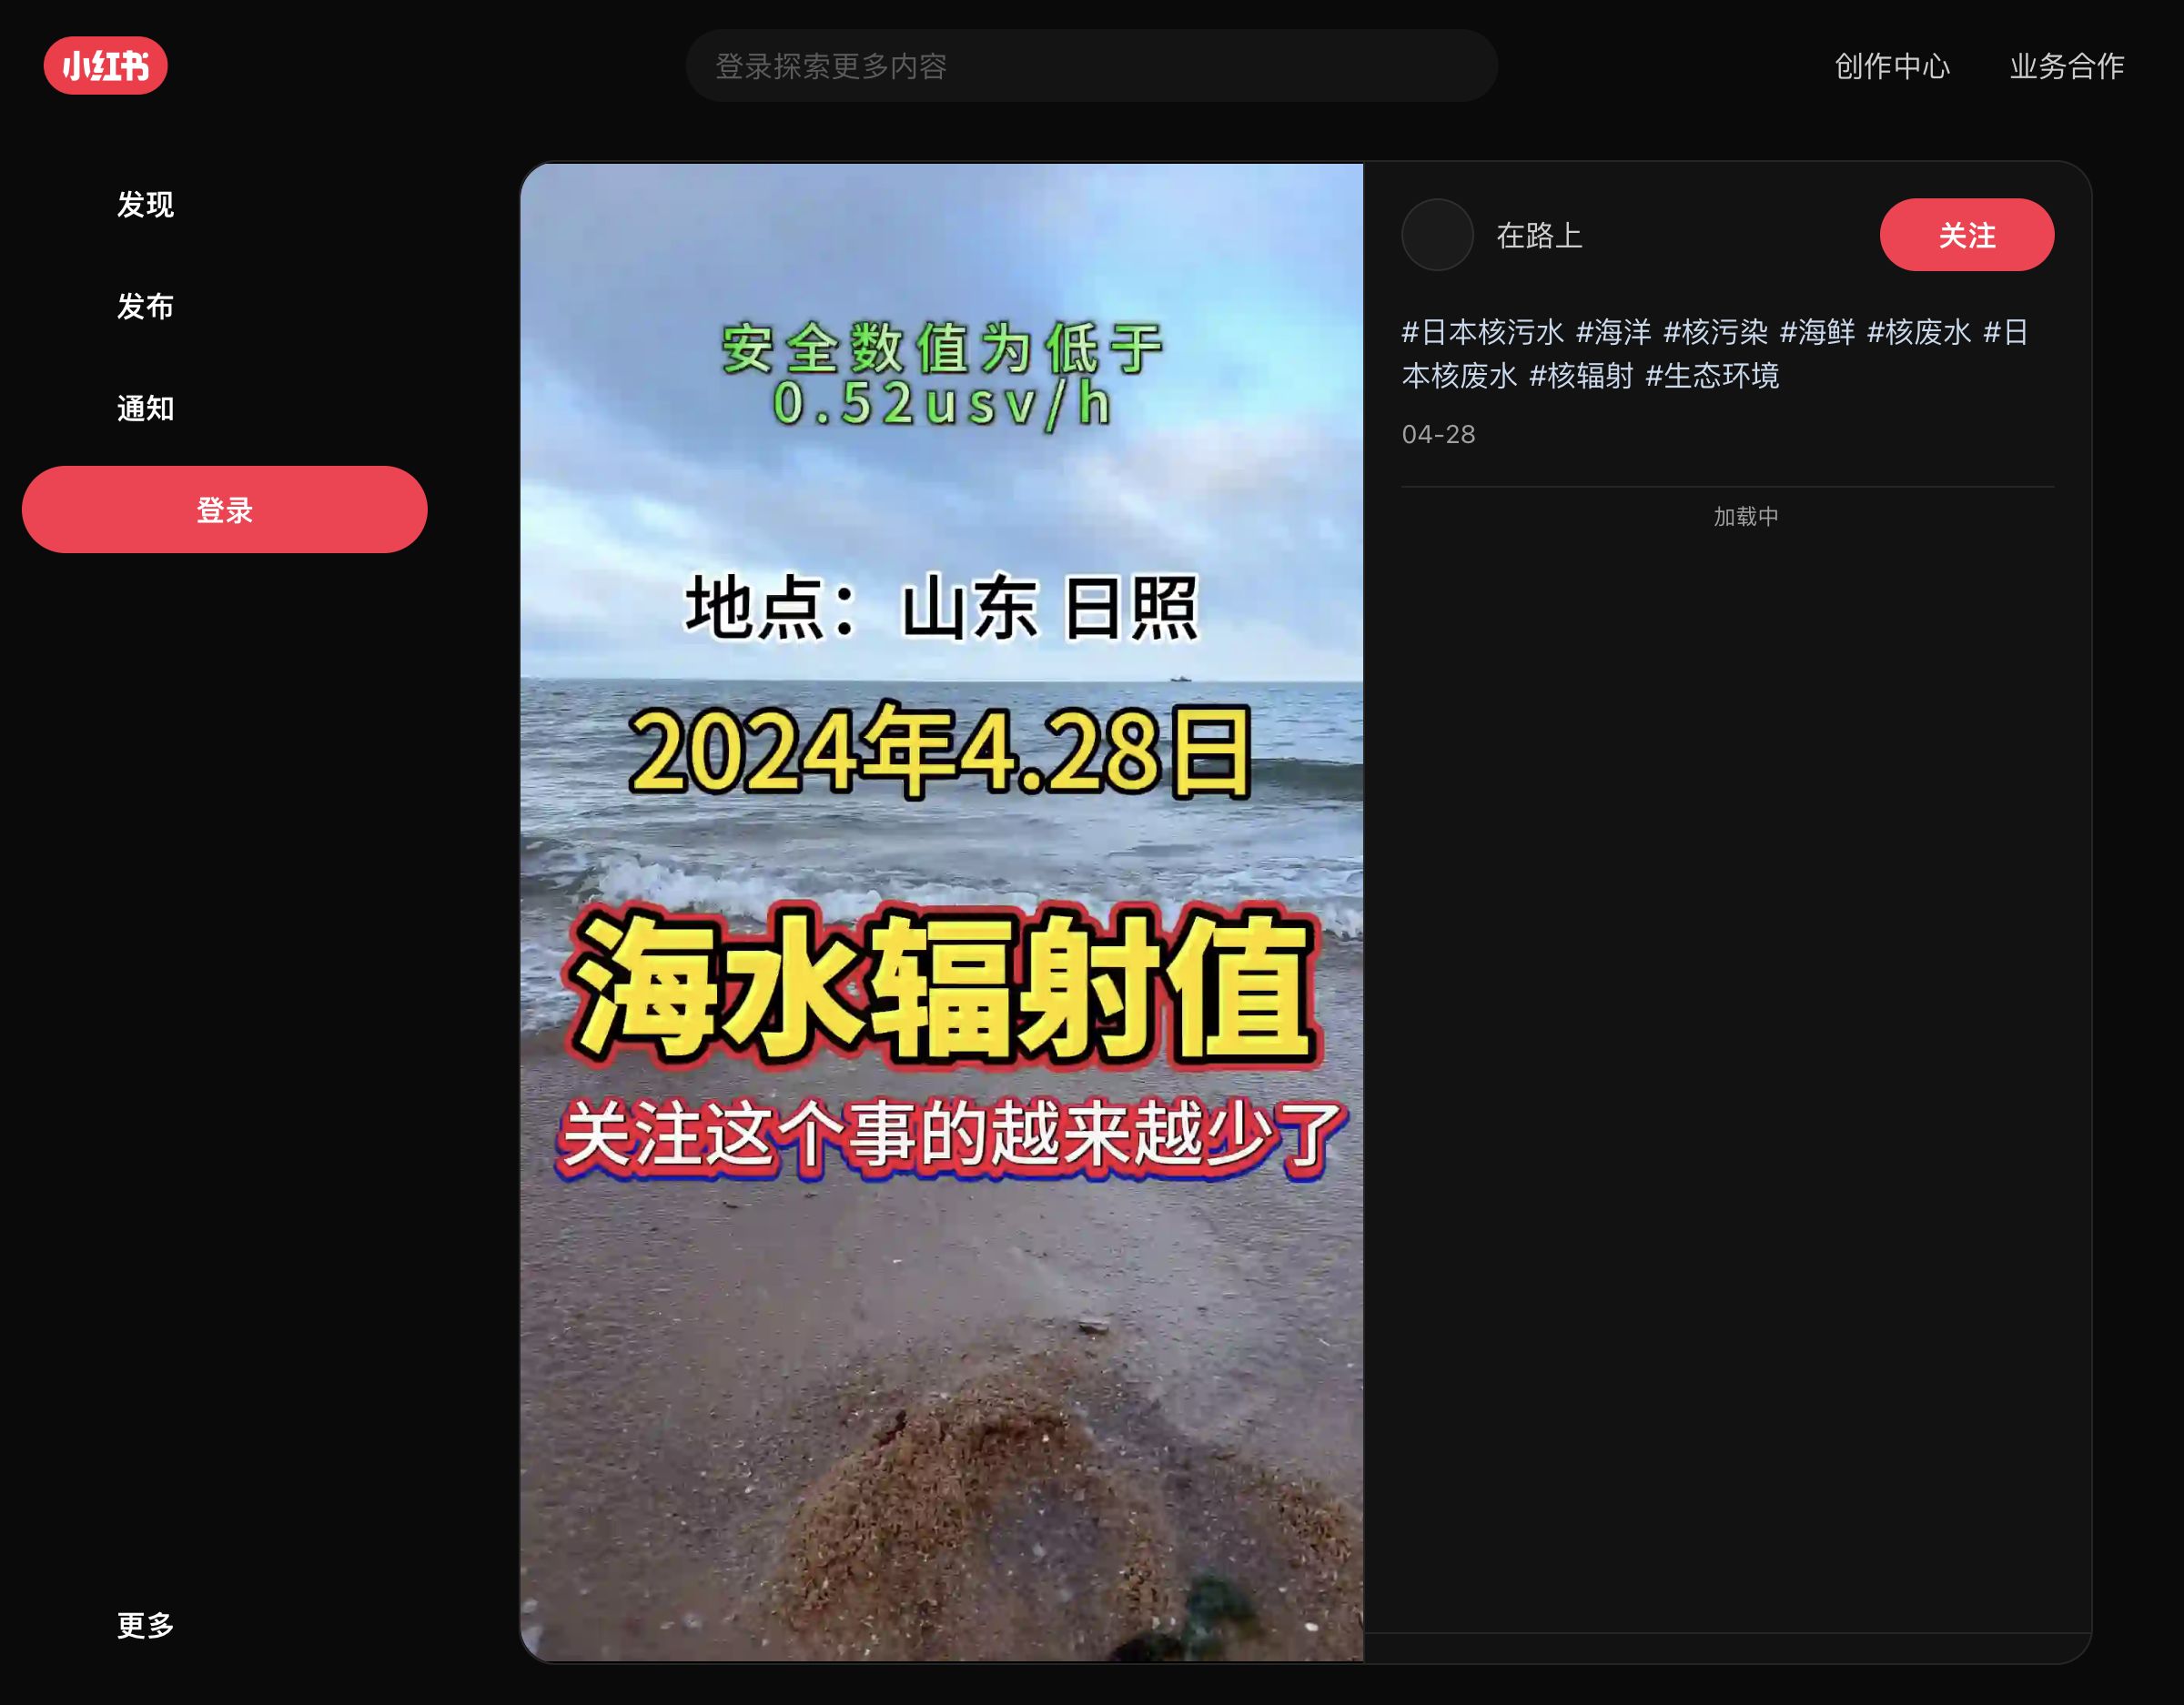 小红书
登录探索更多内容
创作中心
业务合作
发现
发布
通知
登录
更多
安全数值为低于
0.52usv/h
地点：山东 日照
2024年4.28日
海水辐射值
关注这个事的越来越少了
在路上
关注
#日本核污水 #海洋 #核污染 #海鲜 #核废水 #日
本核废水 #核辐射 #生态环境
04-28
加载中